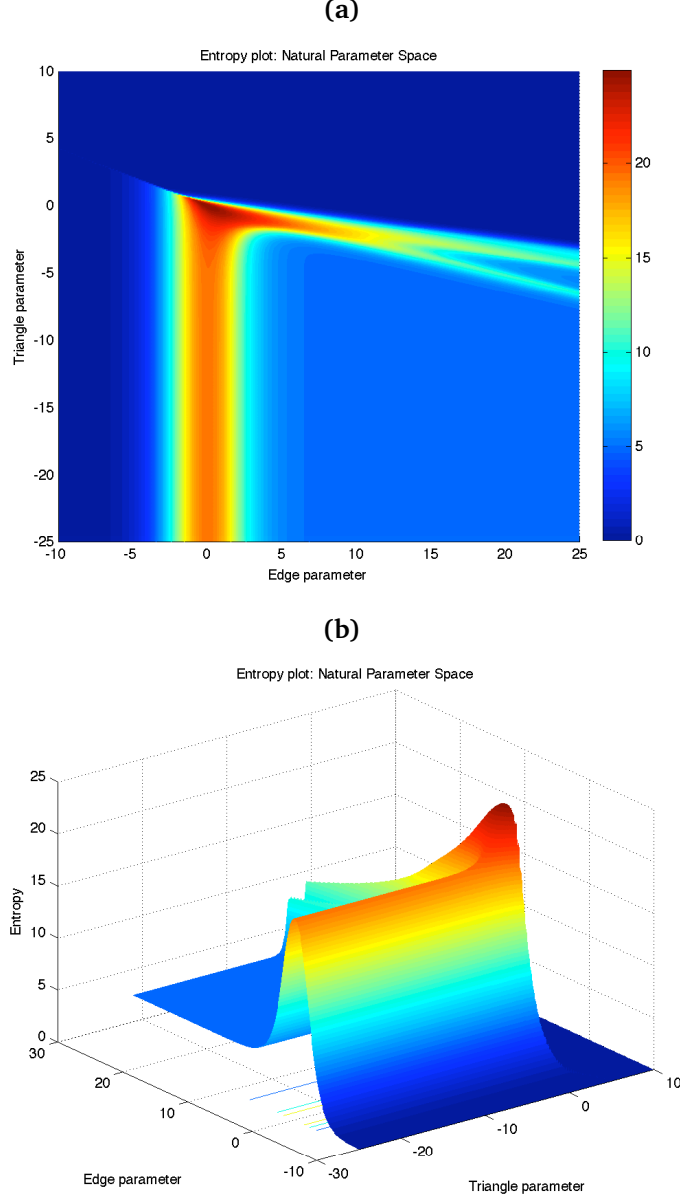 (a)
Entropy plot: Natural Parameter Space
10
5
0
-5
-10
-15
-20
-25
Triangle parameter
-10 -5 0 5 10 15 20 25
Edge parameter
20
15
10
5
0
(b)
Entropy plot: Natural Parameter Space
25
20
15
10
5
0
Entropy
30
20
10
0
-10
Edge parameter
-30 -20 -10 0 10
Triangle parameter